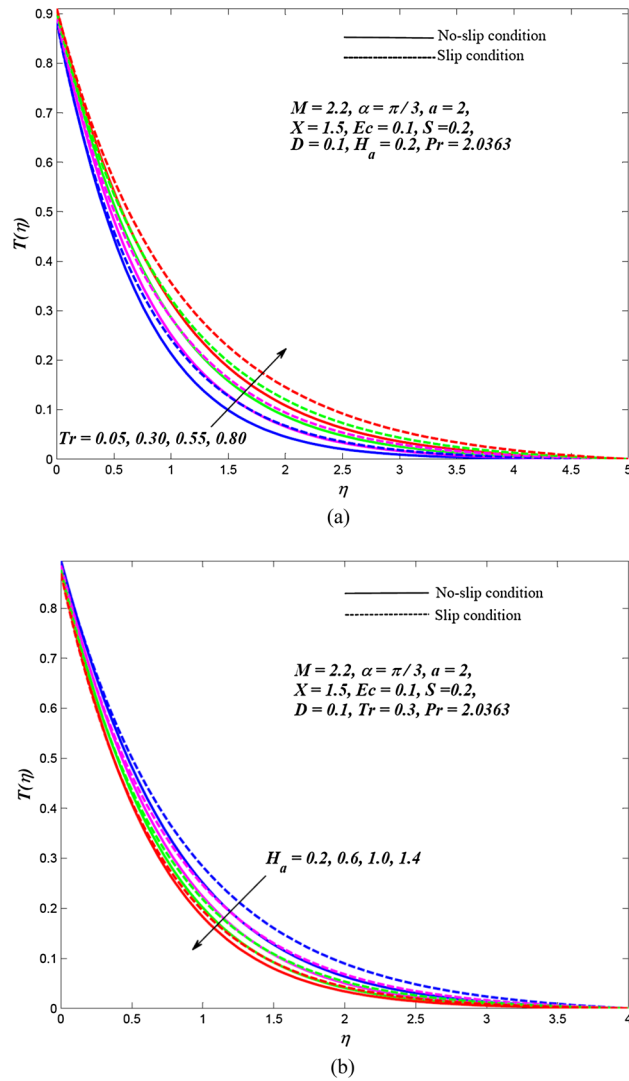 No-slip condition
Slip condition
M = 2.2, α = π / 3, a = 2,
X = 1.5, Ec = 0.1, S =0.2,
D = 0.1, H_a = 0.2, Pr = 2.0363
T(η)
0.9
0.8
0.7
0.6
0.5
0.4
0.3
0.2
0.1
0
Tr = 0.05, 0.30, 0.55, 0.80
0 0.5 1 1.5 2 2.5 3 3.5 4 4.5 5
η
(a)
No-slip condition
Slip condition
M = 2.2, α = π / 3, a = 2,
X = 1.5, Ec = 0.1, S =0.2,
D = 0.1, Tr = 0.3, Pr = 2.0363
T(η)
0.8
0.7
0.6
0.5
0.4
0.3
0.2
0.1
0
H_a = 0.2, 0.6, 1.0, 1.4
0 0.5 1 1.5 2 2.5 3 3.5 4
η
(b)